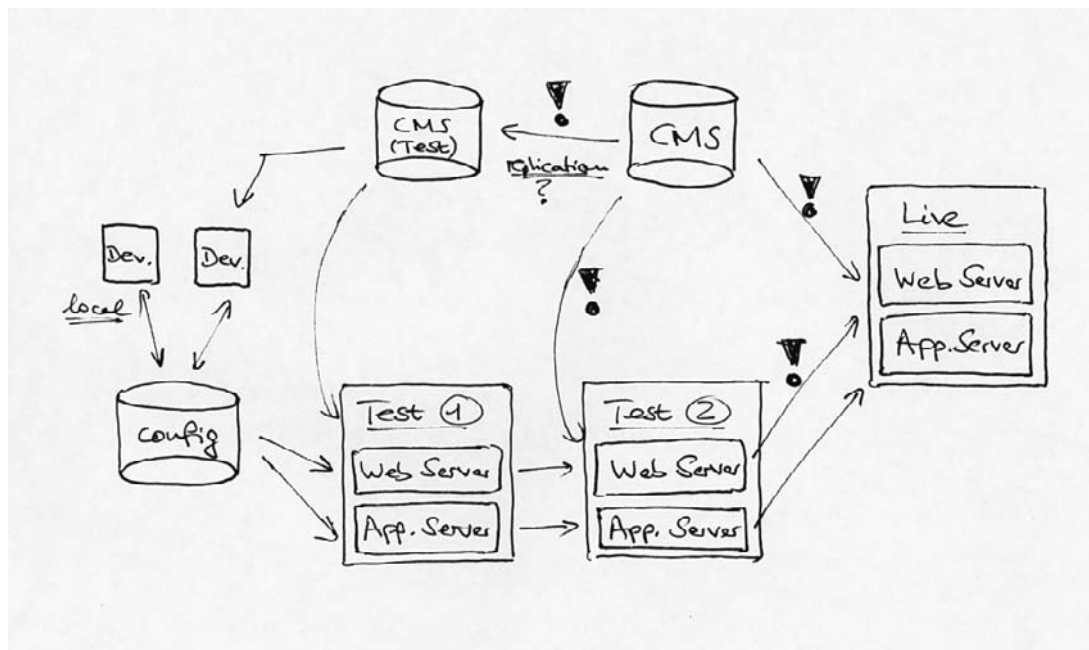 CMS
(Test)
CMS
replication
?
Live
Web Server
App. Server
Dev.
Dev.
local
config
Test 1
Web Server
App. Server
Test 2
Web Server
App. Server